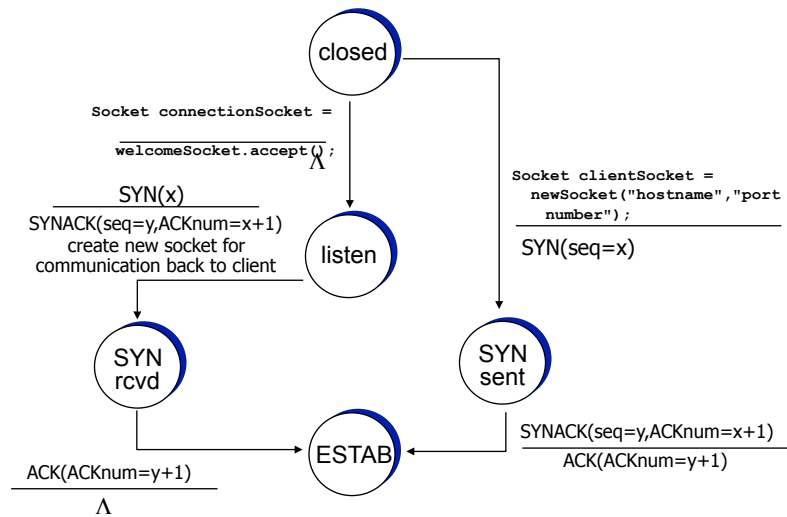 closed
Socket connectionSocket =
welcomeSocket.accept();
Λ
Socket clientSocket =
newSocket("hostname","port
number");
SYN(seq=x)
SYN(x)
SYNACK(seq=y,ACKnum=x+1)
create new socket for
communication back to client
listen
SYN
rcvd
SYN
sent
ESTAB
SYNACK(seq=y,ACKnum=x+1)
ACK(ACKnum=y+1)
ACK(ACKnum=y+1)
Λ